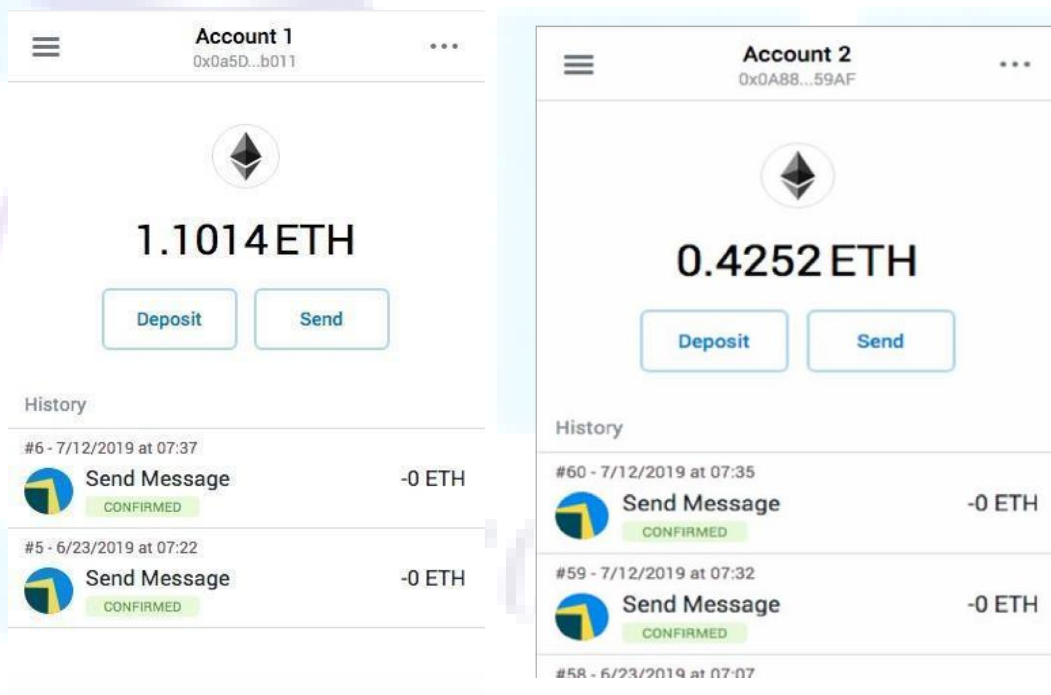 Account 1
0x0a5D...b011
1.1014 ETH
Deposit
Send
History
#6 - 7/12/2019 at 07:37
Send Message
-0 ETH
CONFIRMED
#5 - 6/23/2019 at 07:22
Send Message
-0 ETH
CONFIRMED
Account 2
0x0A88...59AF
0.4252 ETH
Deposit
Send
History
#60 - 7/12/2019 at 07:35
Send Message
-0 ETH
CONFIRMED
#59 - 7/12/2019 at 07:32
Send Message
-0 ETH
CONFIRMED
#58 - 6/23/2019 at 07:07